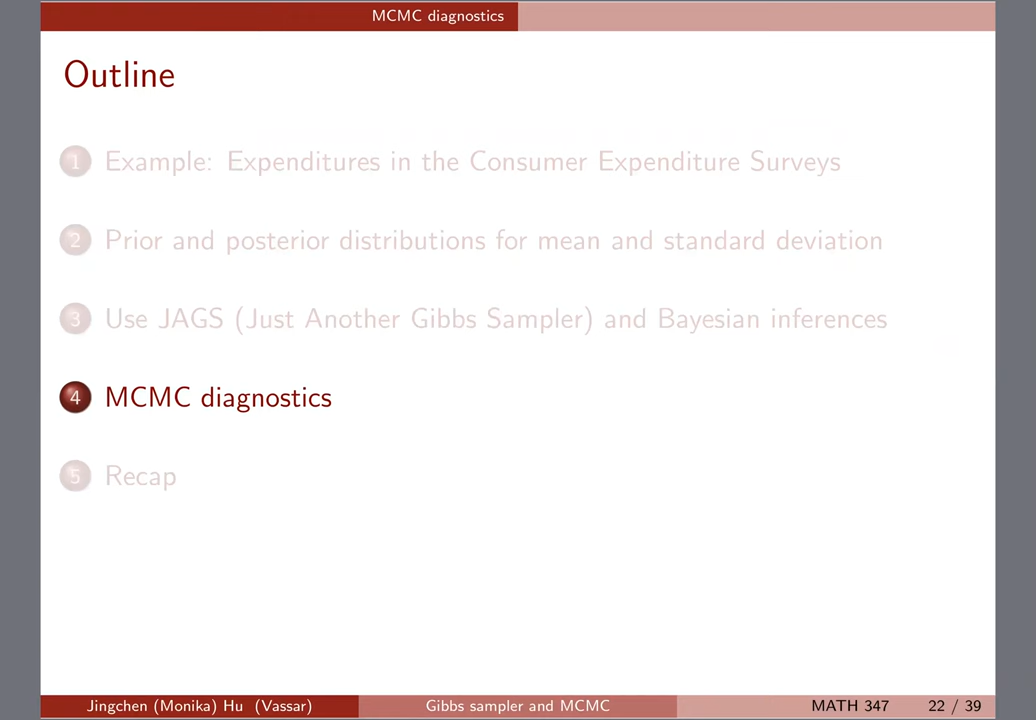 MCMC diagnostics
Outline
1 Example: Expenditures in the Consumer Expenditure Surveys
2 Prior and posterior distributions for mean and standard deviation
3 Use JAGS (Just Another Gibbs Sampler) and Bayesian inferences
4 MCMC diagnostics
5 Recap
Jingchen (Monika) Hu (Vassar) Gibbs sampler and MCMC MATH 347 22 / 39